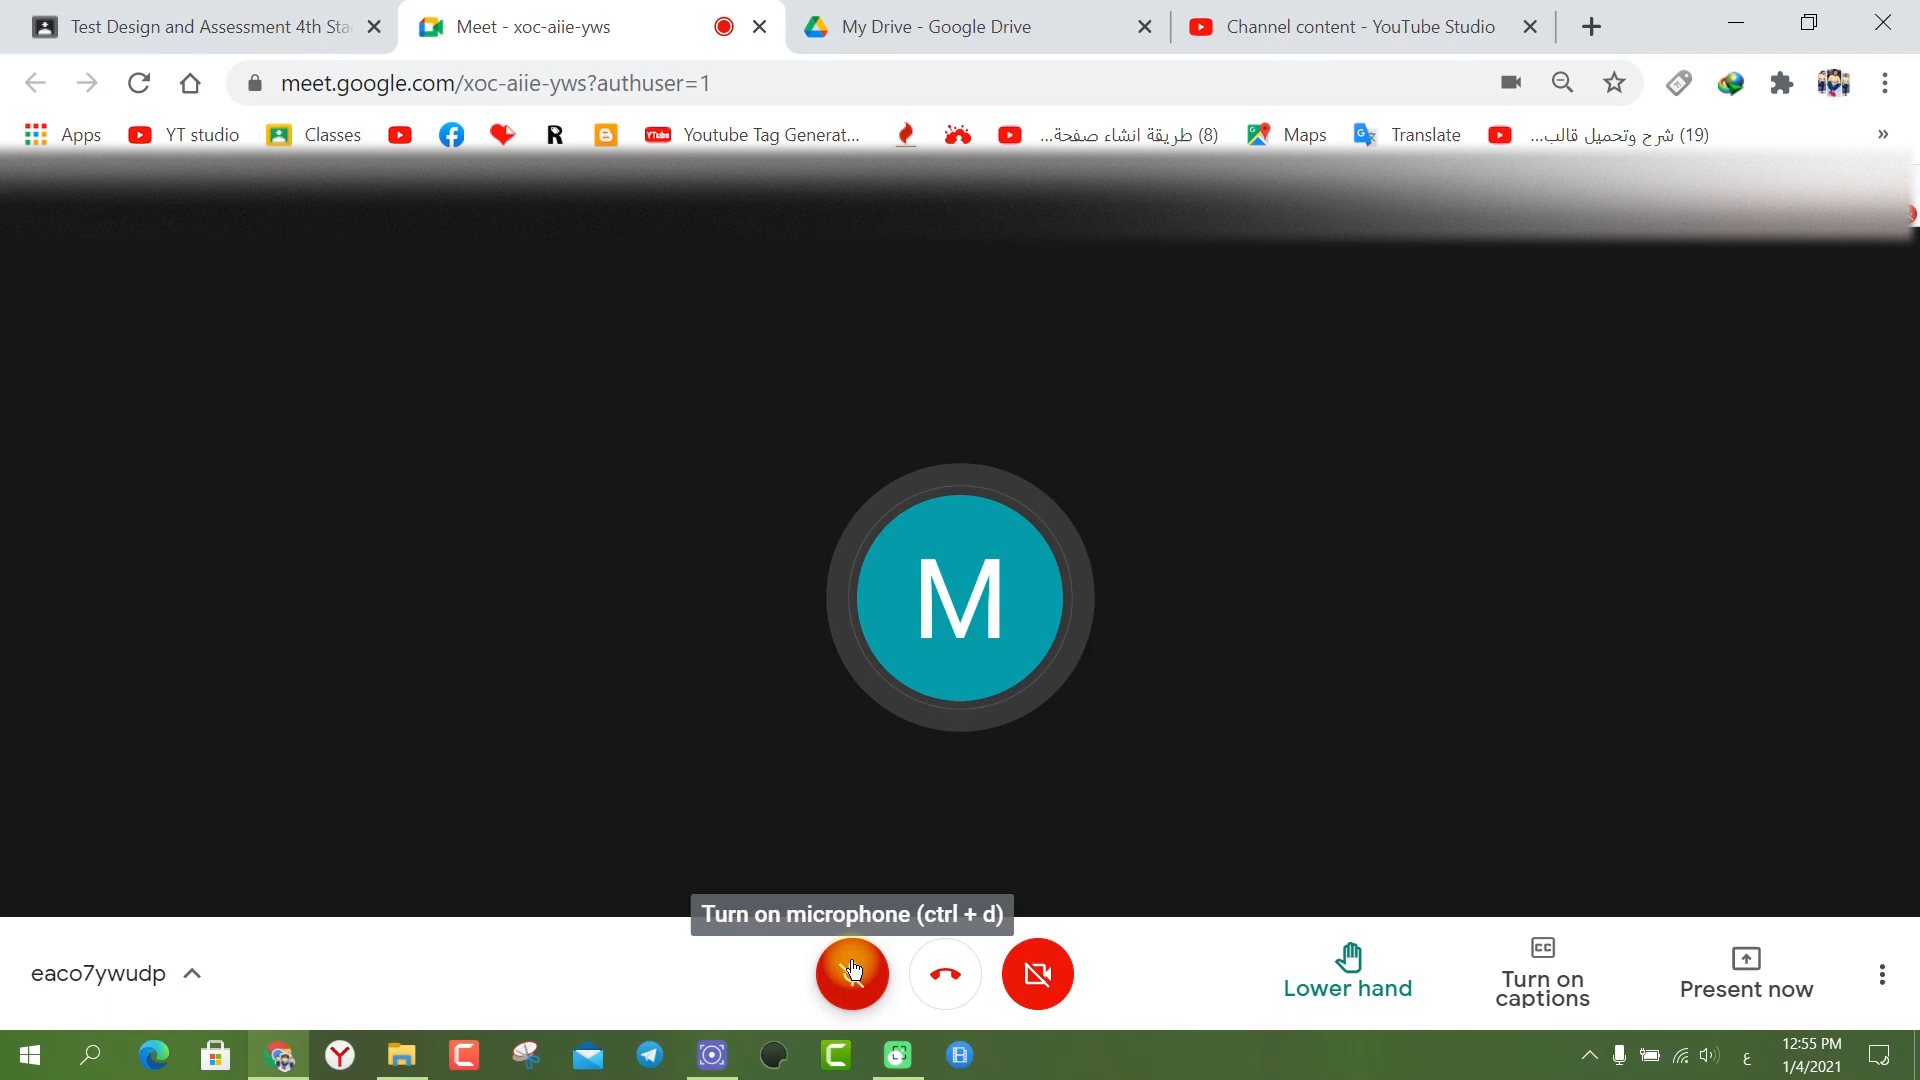 Test Design and Assessment 4th Sta
Meet - xoc-aiie-yws
My Drive - Google Drive
Channel content - YouTube Studio
meet.google.com/xoc-aiie-yws?authuser=1
Apps
YT studio
Classes
R
YTube
Youtube Tag Generat...
(8) طريقة انشاء صفحة...
Maps
Translate
(19) شرح وتحميل قالب...
M
Turn on microphone (ctrl + d)
eaco7ywudp
Lower hand
CC
Turn on
captions
Present now
ع
12:55 PM
1/4/2021